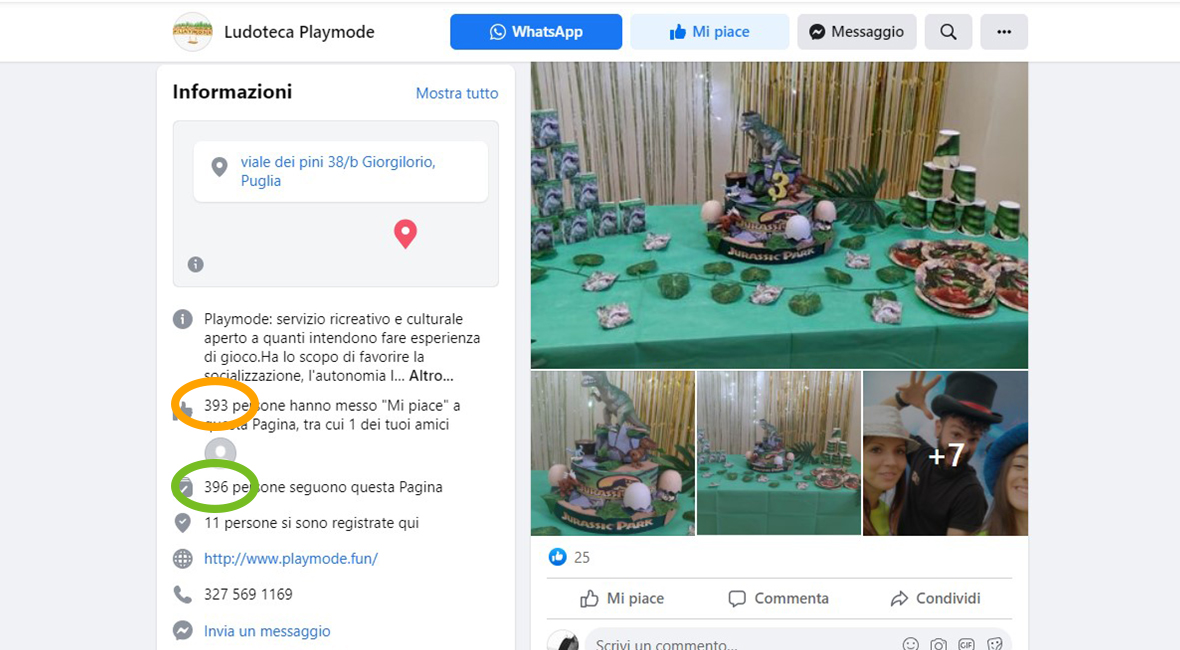 Ludoteca Playmode
WhatsApp
Mi piace
Messaggio
Informazioni
Mostra tutto
viale dei pini 38/b Giorgilorio,
Puglia
Playmode: servizio ricreativo e culturale
aperto a quanti intendono fare esperienza
di gioco.Ha lo scopo di favorire la
socializzazione, l'autonomia l... Altro...
393 persone hanno messo "Mi piace" a
questa Pagina, tra cui 1 dei tuoi amici
396 persone seguono questa Pagina
11 persone si sono registrate qui
http://www.playmode.fun/
327 569 1169
Invia un messaggio
3
JURASSIC PARK
JURASSIC PARK
+7
25
Mi piace
Commenta
Condividi
Scrivi un commento...
GIF